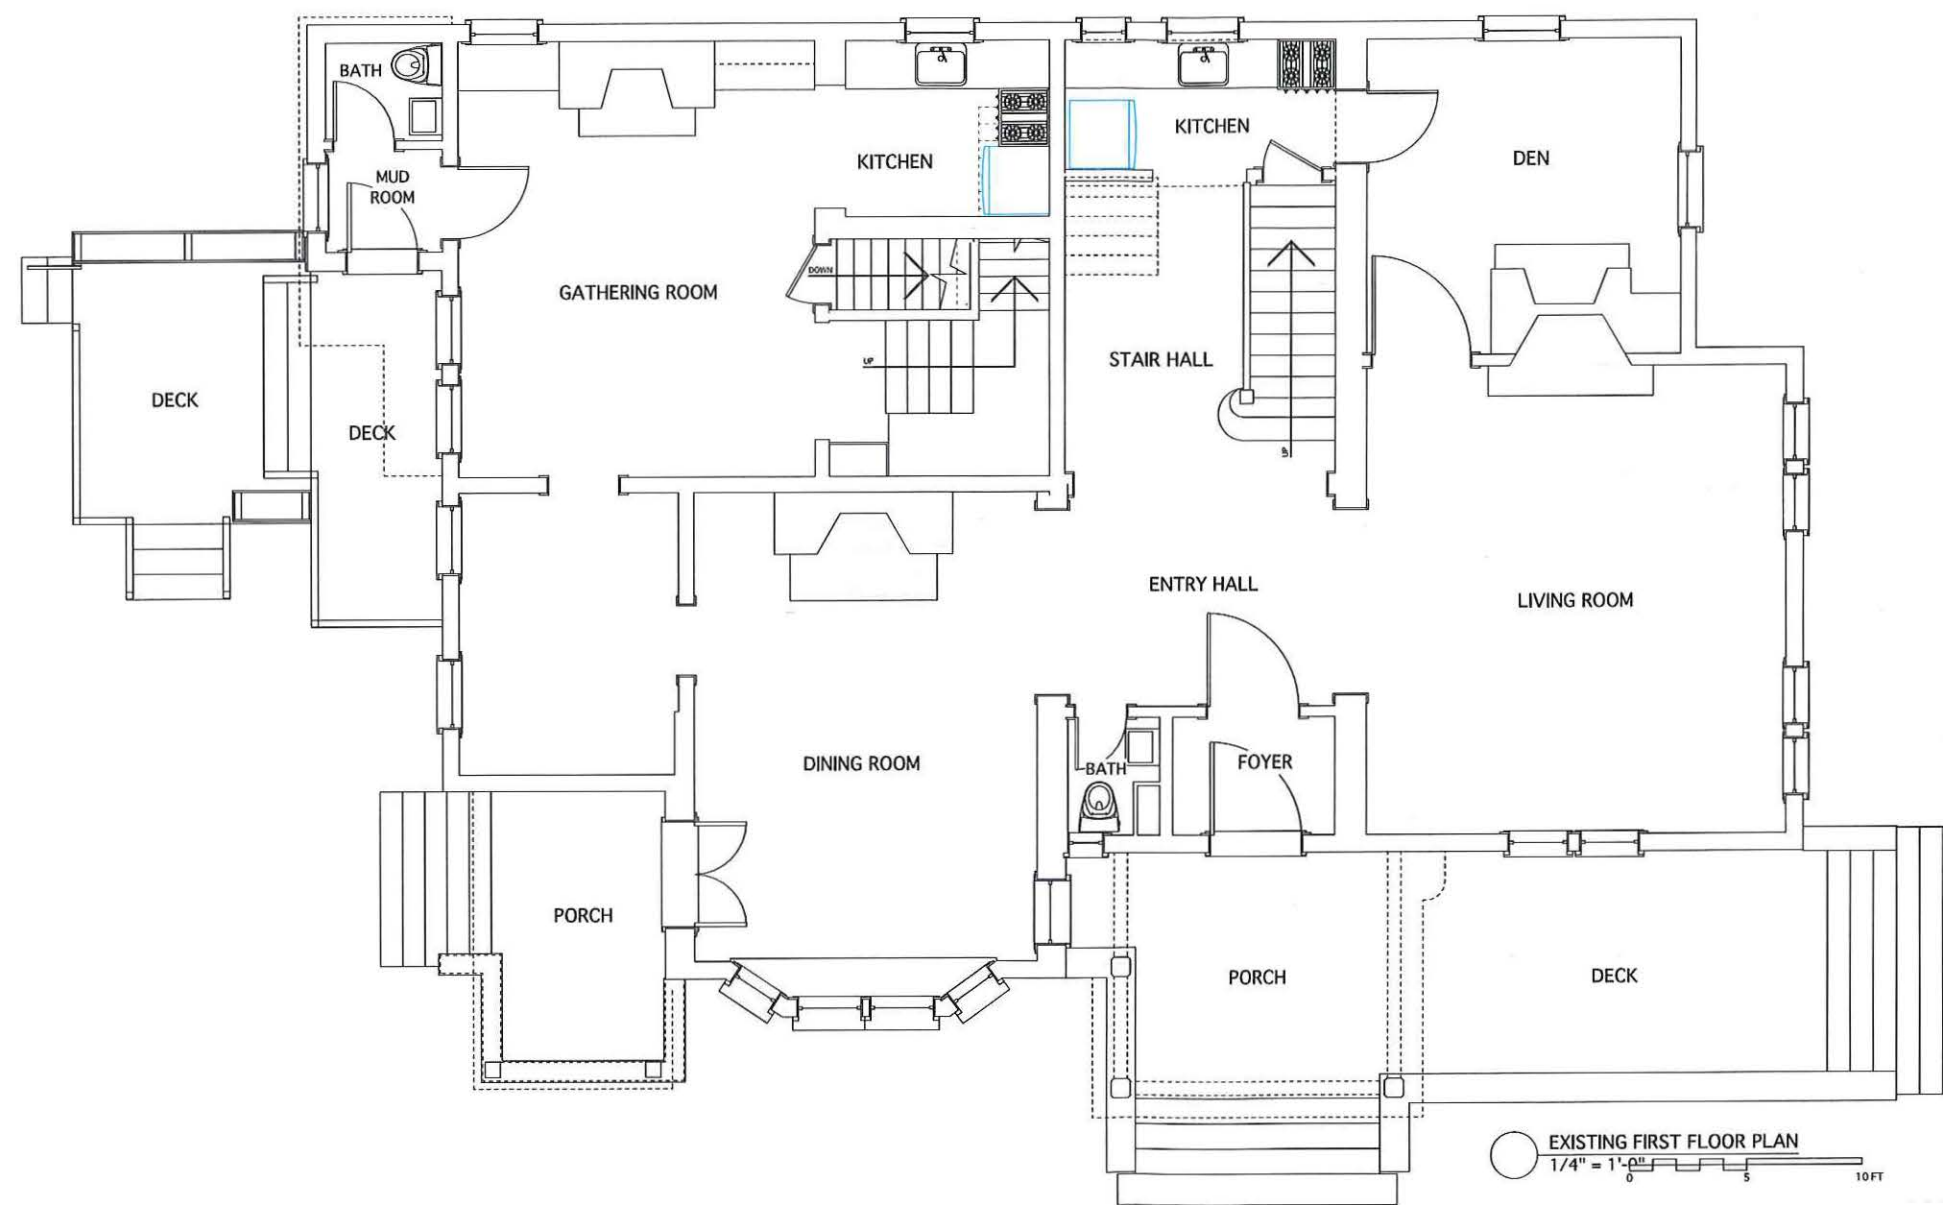 BATH
KITCHEN
KITCHEN
DEN
MUD
ROOM
DOWN
GATHERING ROOM
UP
STAIR HALL
UP
DECK
DECK
ENTRY HALL
LIVING ROOM
DINING ROOM
BATH
FOYER
PORCH
PORCH
DECK
EXISTING FIRST FLOOR PLAN
1/4" = 1'-0"
0 5 10 FT